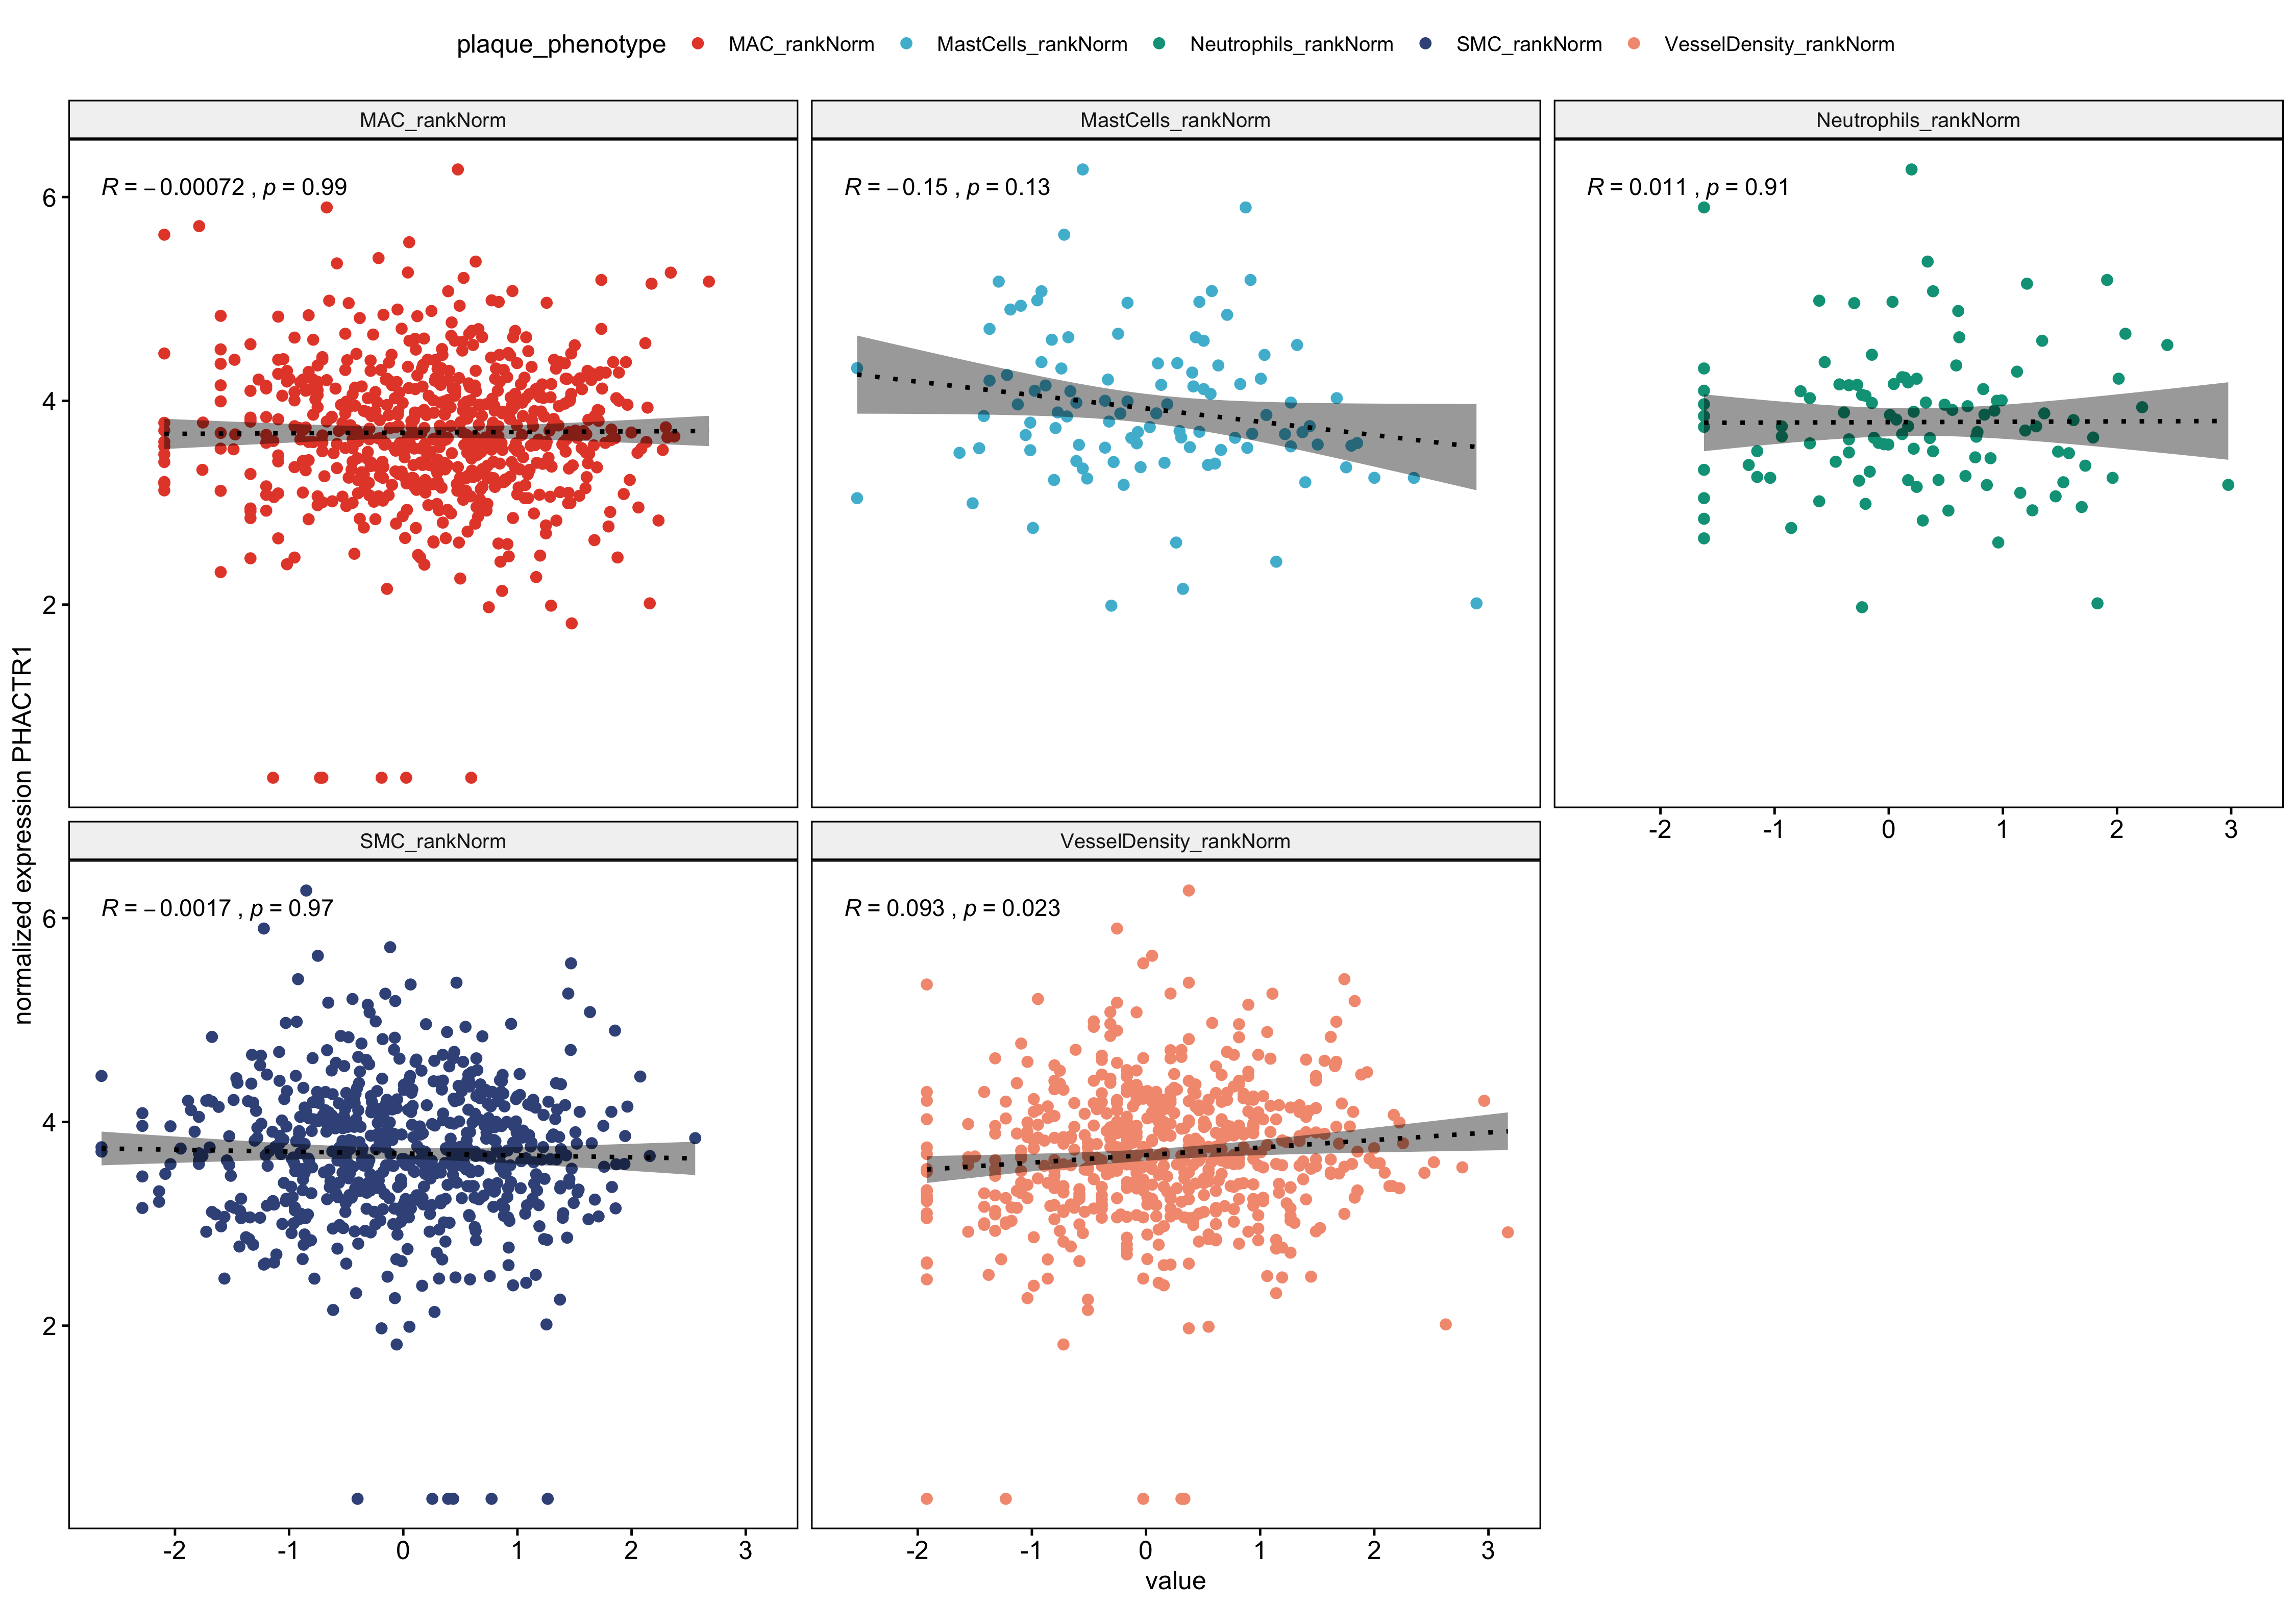 plaque_phenotype MAC_rankNorm MastCells_rankNorm Neutrophils_rankNorm SMC_rankNorm VesselDensity_rankNorm
MAC_rankNorm
R = −0.00072 , p = 0.99
MastCells_rankNorm
R = −0.15 , p = 0.13
Neutrophils_rankNorm
R = 0.011 , p = 0.91
6
4
2
-2 -1 0 1 2 3
SMC_rankNorm
R = −0.0017 , p = 0.97
VesselDensity_rankNorm
R = 0.093 , p = 0.023
6
4
2
-2 -1 0 1 2 3
-2 -1 0 1 2 3
value
normalized expression PHACTR1